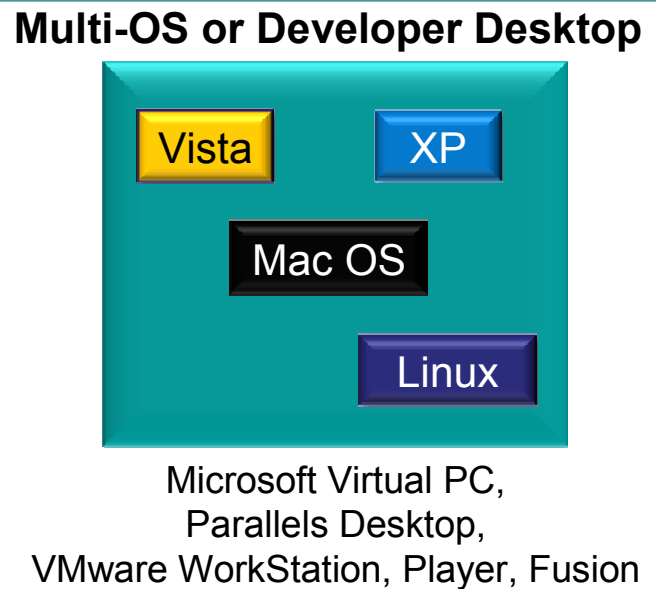 Multi-OS or Developer Desktop
Vista XP
Mac OS
Linux
Microsoft Virtual PC,
Parallels Desktop,
VMware WorkStation, Player, Fusion